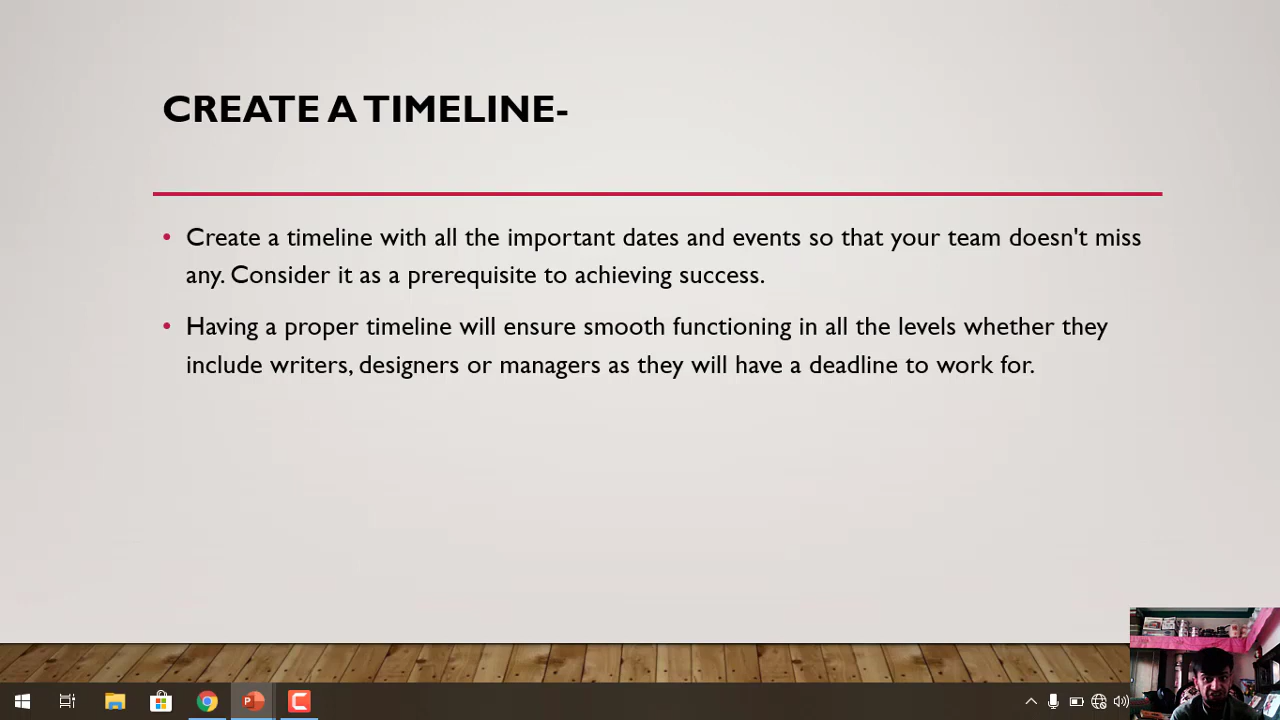 CREATE A TIMELINE-
Create a timeline with all the important dates and events so that your team doesn't miss
any. Consider it as a prerequisite to achieving success.
Having a proper timeline will ensure smooth functioning in all the levels whether they
include writers, designers or managers as they will have a deadline to work for.